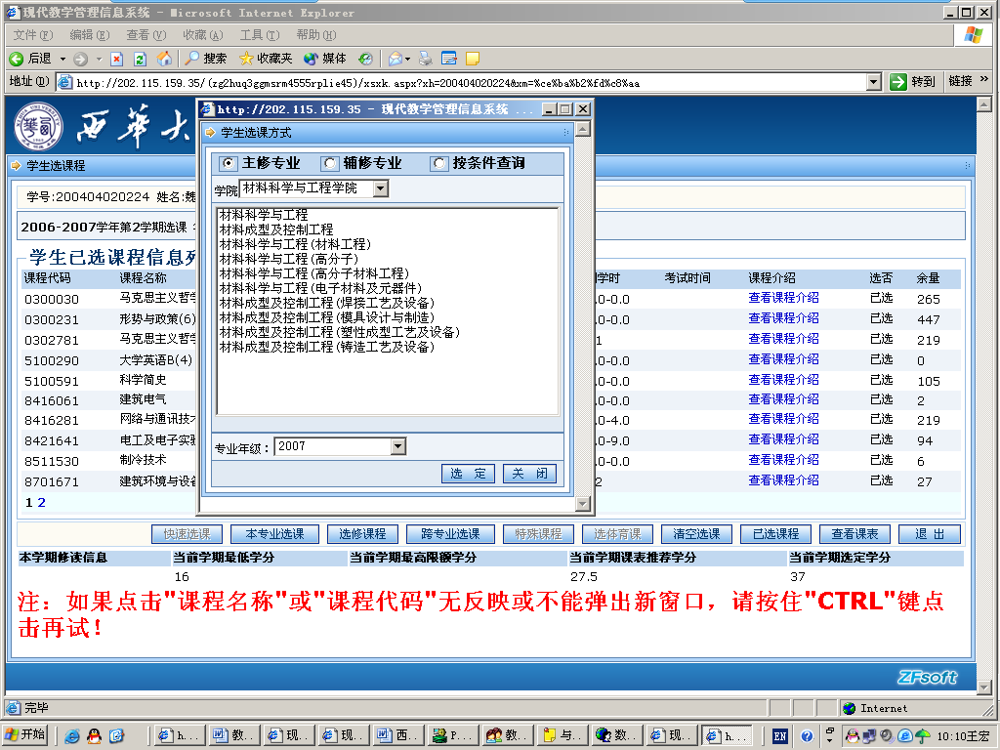 现代教学管理信息系统 - Microsoft Internet Explorer
文件(F) 编辑(E) 查看(V) 收藏(A) 工具(T) 帮助(H)
后退 搜索 收藏夹 媒体
地址(D) http://202.115.159.35/(zg2huq3ggmsrm4555rplie45)/xsxk.aspx?xh=200404020224&xm=%ce%ba%b2%fd%c8%aa 转到 链接 »
西华大
学生选课程
学号:200404020224 姓名:魏
2006-2007学年第2学期选课
学生已选课程信息列
课程代码 课程名称 学时 考试时间 课程介绍 选否 余量
0300030 马克思主义哲学 .0-0.0 查看课程介绍 已选 265
0300231 形势与政策(6) .0-0.0 查看课程介绍 已选 447
0302781 马克思主义哲学 1 查看课程介绍 已选 219
5100290 大学英语B(4) .0-0.0 查看课程介绍 已选 0
5100591 科学简史 .0-0.0 查看课程介绍 已选 105
8416061 建筑电气 .0-0.0 查看课程介绍 已选 2
8416281 网络与通讯技术 .0-4.0 查看课程介绍 已选 219
8421641 电工及电子实验 .0-9.0 查看课程介绍 已选 94
8511530 制冷技术 .0-0.0 查看课程介绍 已选 6
8701671 建筑环境与设备 2 查看课程介绍 已选 27
1 2
http://202.115.159.35 - 现代教学管理信息系统 ...
学生选课方式
主修专业 辅修专业 按条件查询
学院 材料科学与工程学院
材料科学与工程
材料成型及控制工程
材料科学与工程(材料工程)
材料科学与工程(高分子)
材料科学与工程(高分子材料工程)
材料科学与工程(电子材料及元器件)
材料成型及控制工程(焊接工艺及设备)
材料成型及控制工程(模具设计与制造)
材料成型及控制工程(塑性成型工艺及设备)
材料成型及控制工程(铸造工艺及设备)
专业年级： 2007
选 定 关 闭
快速选课 本专业选课 选修课程 跨专业选课 特殊课程 选体育课 清空选课 已选课程 查看课表 退 出
本学期修读信息 当前学期最低学分 当前学期最高限额学分 当前学期课表推荐学分 当前学期选定学分
16 27.5 37
注：如果点击"课程名称"或"课程代码"无反映或不能弹出新窗口，请按住"CTRL"键点
击再试！
ZFsoft
完毕 Internet
开始 h... 教... 现... 现... 西... P... 教... 与... 数... 现... h... EN 10:10王宏